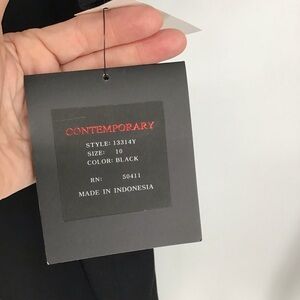 CONTEMPORARY
STYLE: 13314Y
SIZE: 10
COLOR: BLACK
RN: 50411
MADE IN INDONESIA